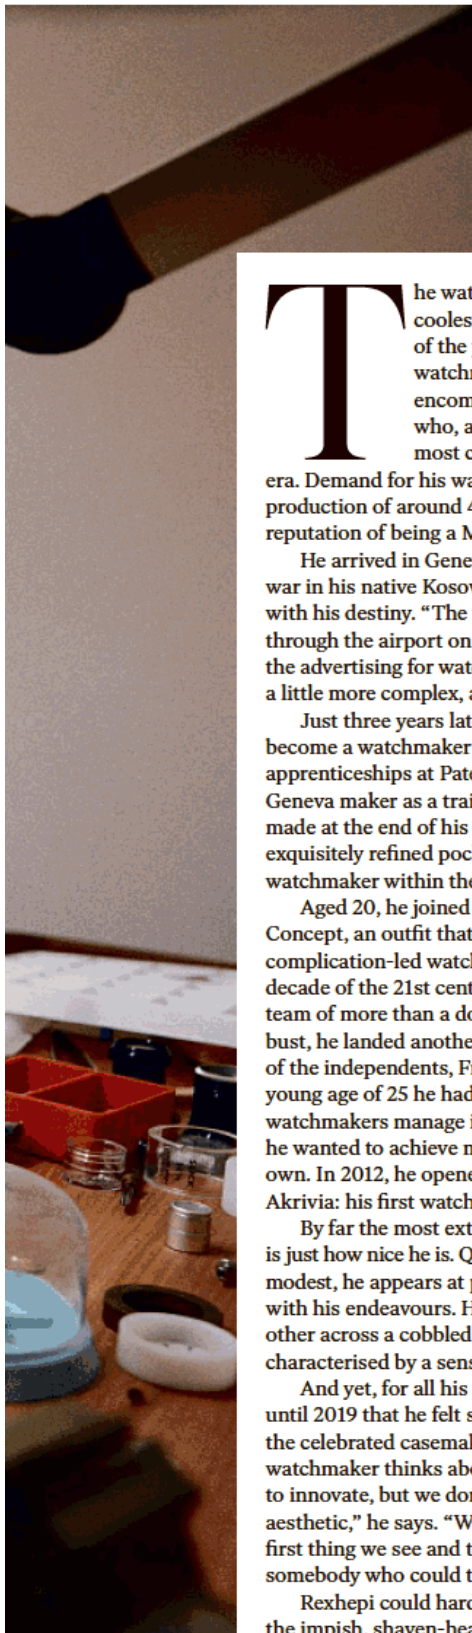 The wat
cooles
of the
watchm
encom
who, a
most c
era. Demand for his wa
production of around 4
reputation of being a M
He arrived in Gene
war in his native Kosov
with his destiny. “The
through the airport on
the advertising for wat
a little more complex, a
Just three years lat
become a watchmaker
apprenticeships at Pate
Geneva maker as a trai
made at the end of his
exquisitely refined poc
watchmaker within the
Aged 20, he joined
Concept, an outfit that
complication-led watch
decade of the 21st cent
team of more than a do
bust, he landed anothe
of the independents, F
young age of 25 he had
watchmakers manage i
he wanted to achieve m
own. In 2012, he opene
Akrivia: his first watch
By far the most ext
is just how nice he is. Q
modest, he appears at p
with his endeavours. H
other across a cobbled
characterised by a sens
And yet, for all his
until 2019 that he felt s
the celebrated casemak
watchmaker thinks abo
to innovate, but we don
aesthetic,” he says. “W
first thing we see and t
somebody who could t
Rexhepi could hard
the impish, shaven-hea